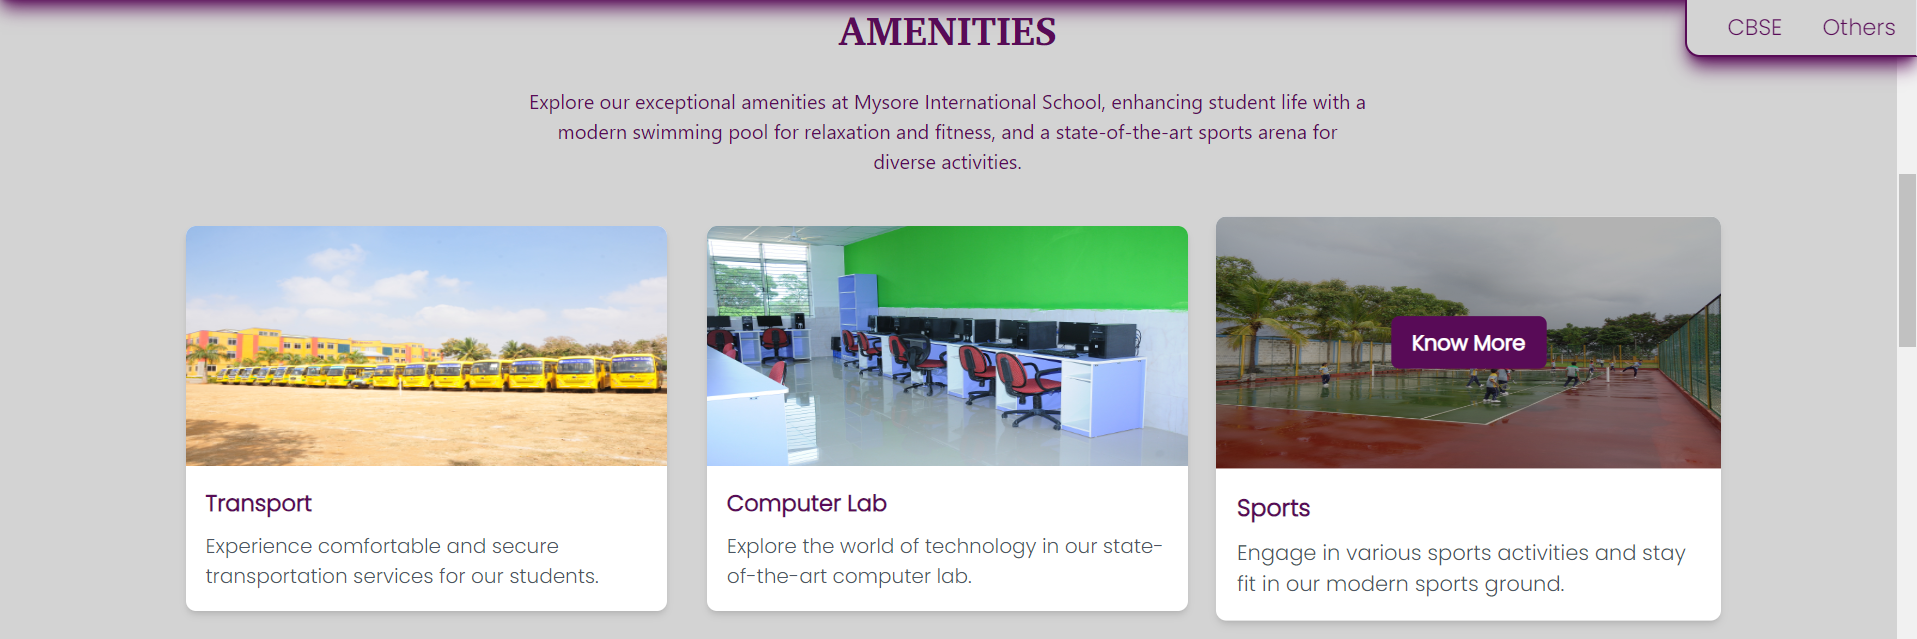 CBSE Others
AMENITIES
Explore our exceptional amenities at Mysore International School, enhancing student life with a
modern swimming pool for relaxation and fitness, and a state-of-the-art sports arena for
diverse activities.
Know More
Transport
Experience comfortable and secure
transportation services for our students.
Computer Lab
Explore the world of technology in our state-
of-the-art computer lab.
Sports
Engage in various sports activities and stay
fit in our modern sports ground.